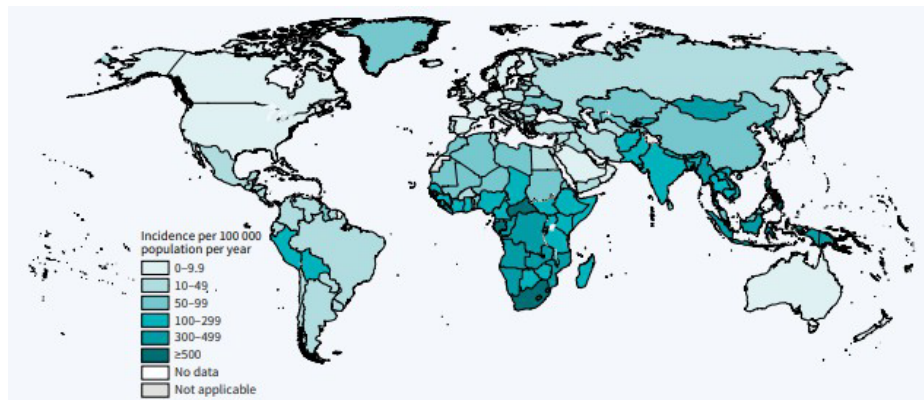 Incidence per 100 000
population per year
0–9.9
10–49
50–99
100–299
300–499
≥500
No data
Not applicable